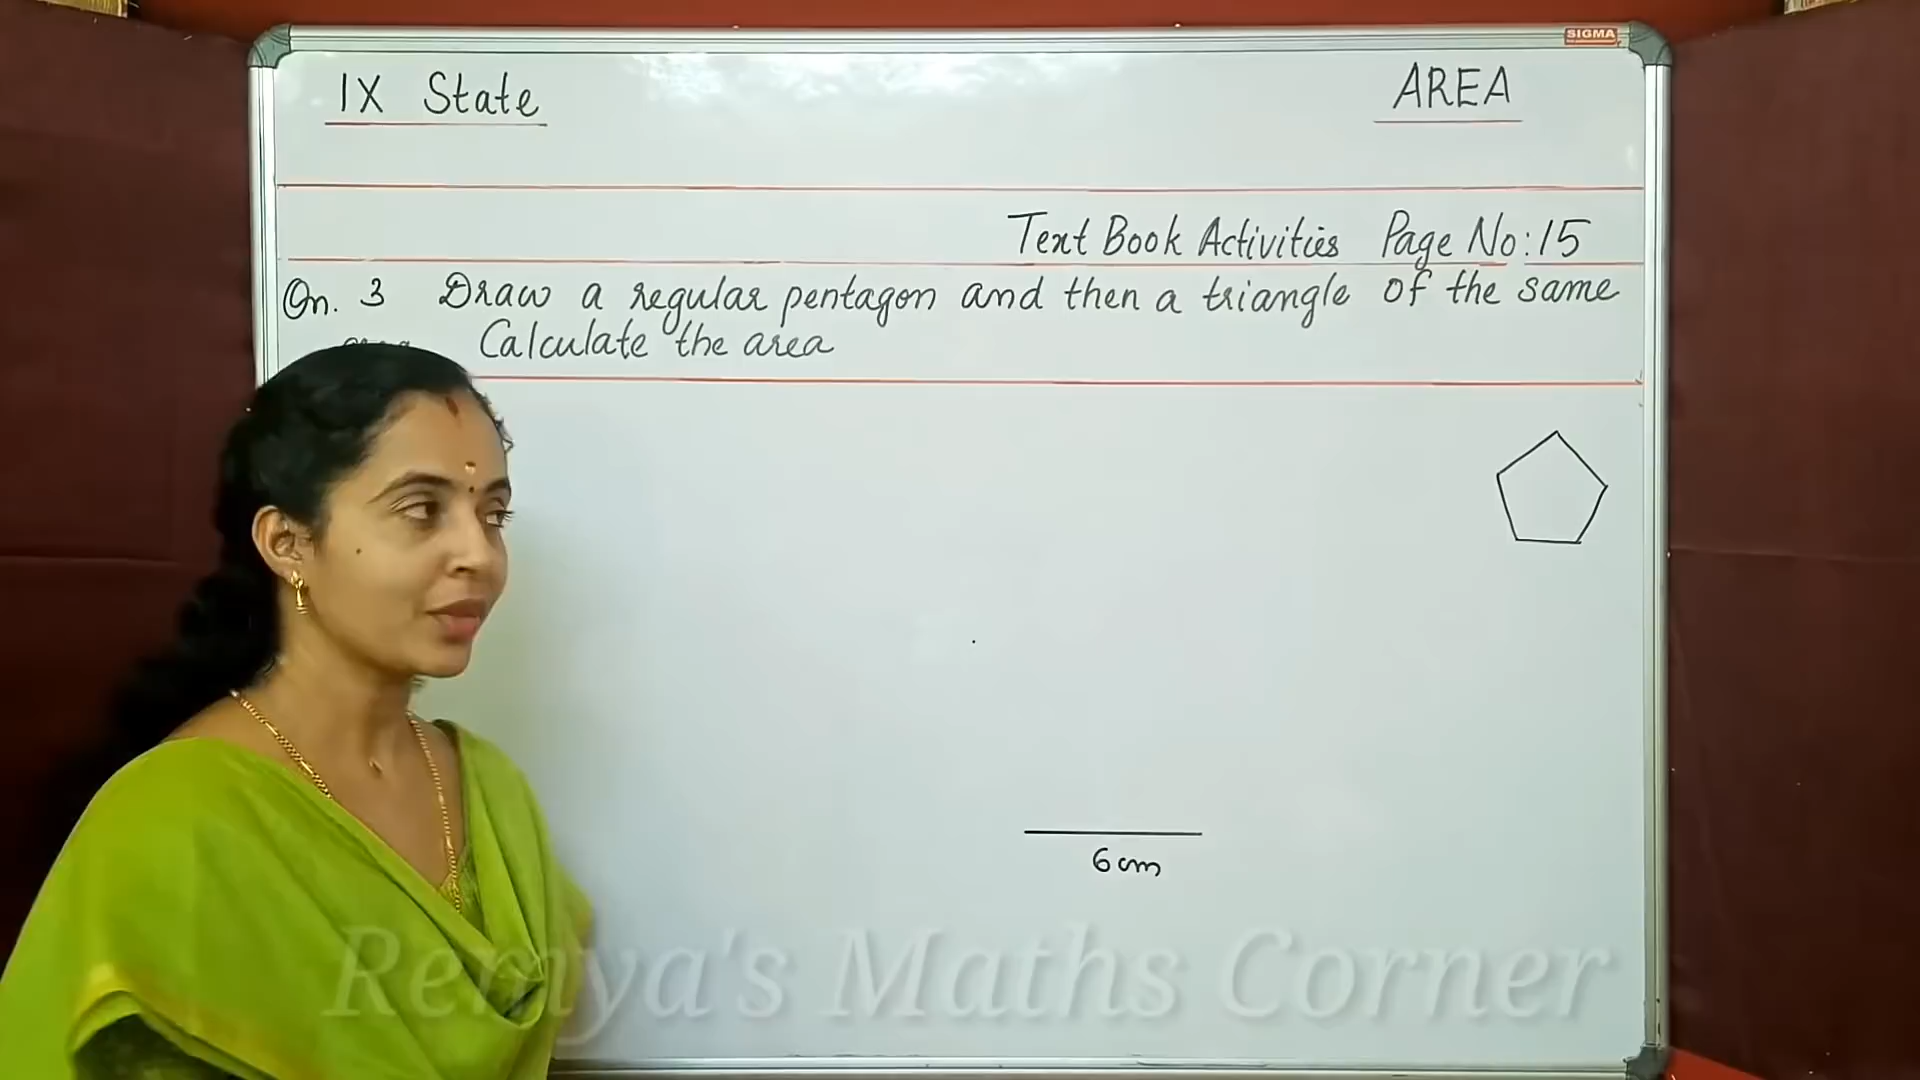 SIGMA
IX State
AREA
Text Book Activities Page No:15
Qn. 3 Draw a regular pentagon and then a triangle of the same
Calculate the area
6 cm
Remya's Maths Corner